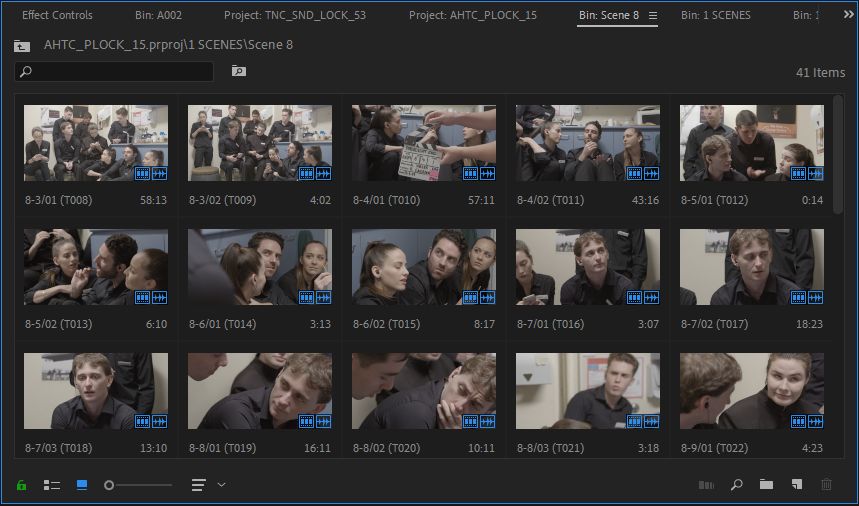 Effect Controls Bin: A002 Project: TNC_SND_LOCK_53 Project: AHTC_PLOCK_15 Bin: Scene 8 Bin: 1 SCENES Bin:
AHTC_PLOCK_15.prproj\1 SCENES\Scene 8
41 Items
8-3/01 (T008) 58:13 8-3/02 (T009) 4:02 8-4/01 (T010) 57:11 8-4/02 (T011) 43:16 8-5/01 (T012) 0:14
8-5/02 (T013) 6:10 8-6/01 (T014) 3:13 8-6/02 (T015) 8:17 8-7/01 (T016) 3:07 8-7/02 (T017) 18:23
8-7/03 (T018) 13:10 8-8/01 (T019) 16:11 8-8/02 (T020) 10:11 8-8/03 (T021) 3:18 8-9/01 (T022) 4:23